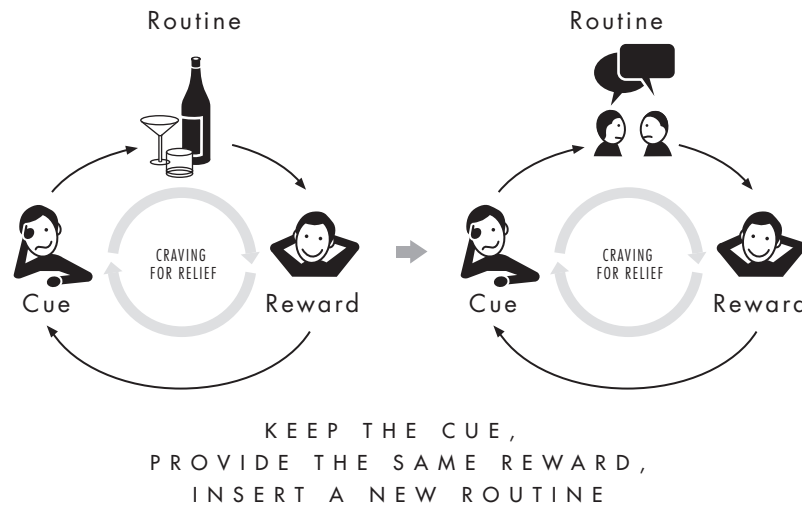 Routine
CRAVING
FOR RELIEF
Cue
Reward
Routine
CRAVING
FOR RELIEF
Cue
Reward
KEEP THE CUE,
PROVIDE THE SAME REWARD,
INSERT A NEW ROUTINE